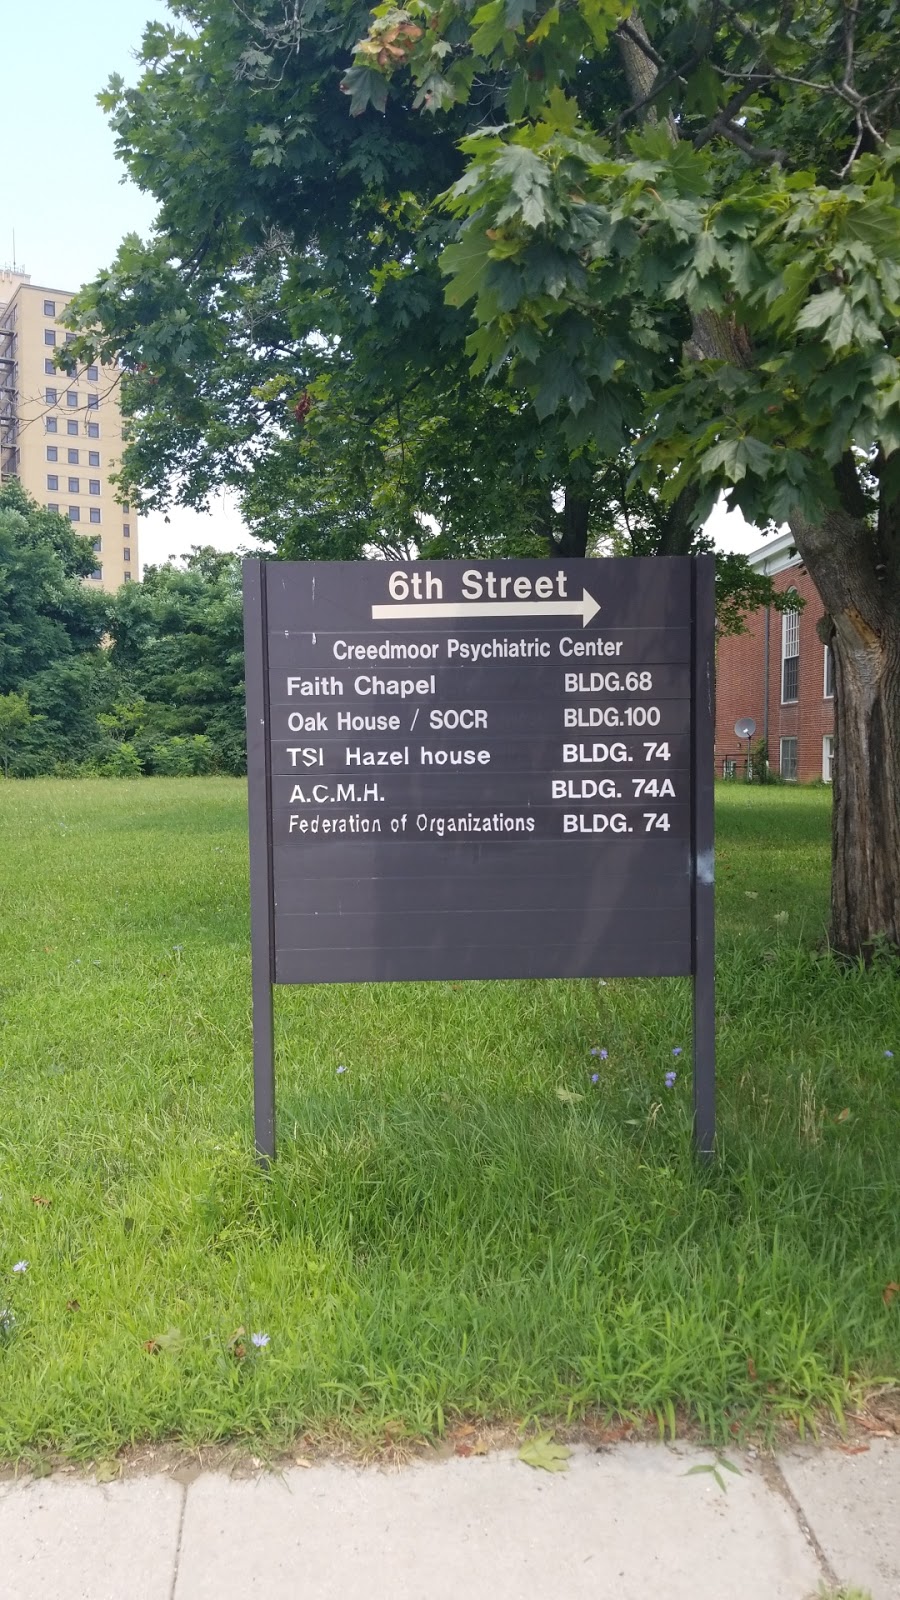 6th Street
Creedmoor Psychiatric Center
Faith Chapel BLDG.68
Oak House / SOCR BLDG.100
TSI Hazel house BLDG. 74
A.C.M.H. BLDG. 74A
Federation of Organizations BLDG. 74